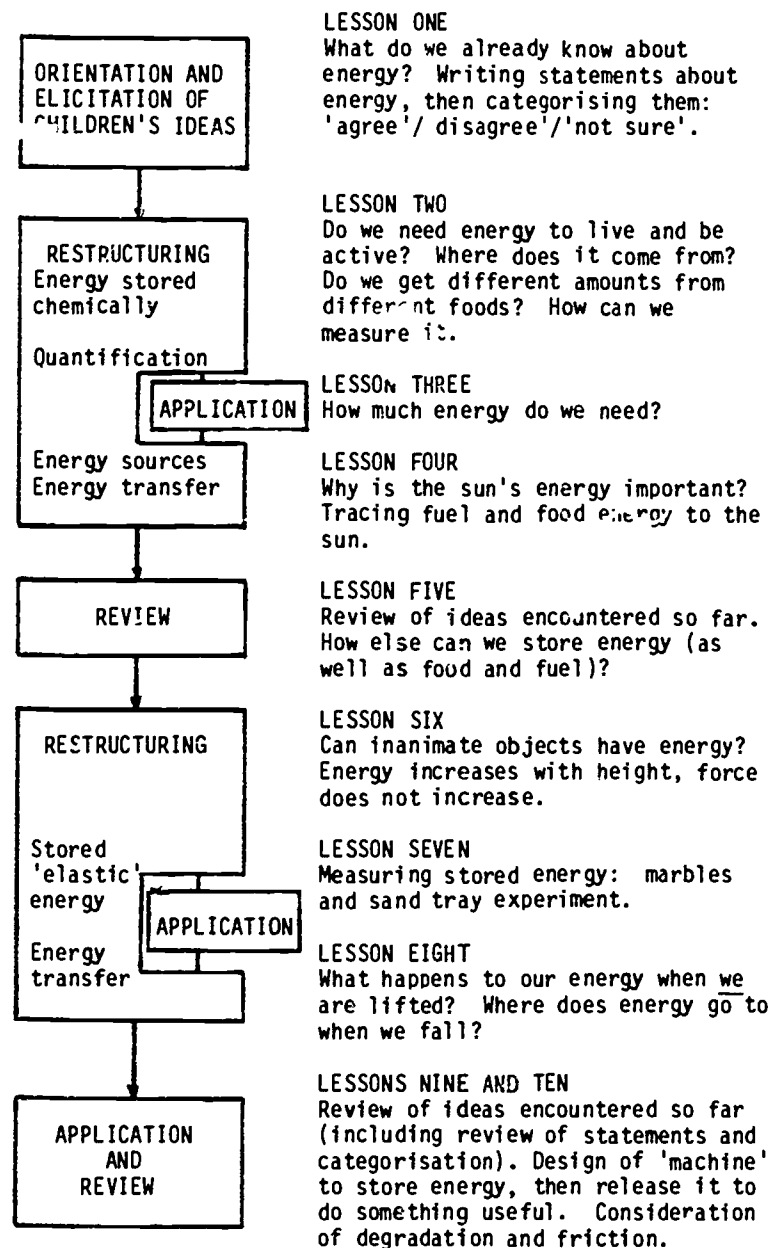 ORIENTATION AND
ELICITATION OF
CHILDREN'S IDEAS
LESSON ONE
What do we already know about
energy? Writing statements about
energy, then categorising them:
'agree'/ disagree'/'not sure'.
RESTRUCTURING
Energy stored
chemically
Quantification
APPLICATION
Energy sources
Energy transfer
LESSON TWO
Do we need energy to live and be
active? Where does it come from?
Do we get different amounts from
different foods? How can we
measure it.
LESSON THREE
How much energy do we need?
LESSON FOUR
Why is the sun's energy important?
Tracing fuel and food energy to the
sun.
REVIEW
LESSON FIVE
Review of ideas encountered so far.
How else can we store energy (as
well as food and fuel)?
RESTRUCTURING
Stored
'elastic'
energy
APPLICATION
Energy
transfer
LESSON SIX
Can inanimate objects have energy?
Energy increases with height, force
does not increase.
LESSON SEVEN
Measuring stored energy: marbles
and sand tray experiment.
LESSON EIGHT
What happens to our energy when we
are lifted? Where does energy go to
when we fall?
APPLICATION
AND
REVIEW
LESSONS NINE AND TEN
Review of ideas encountered so far
(including review of statements and
categorisation). Design of 'machine'
to store energy, then release it to
do something useful. Consideration
of degradation and friction.